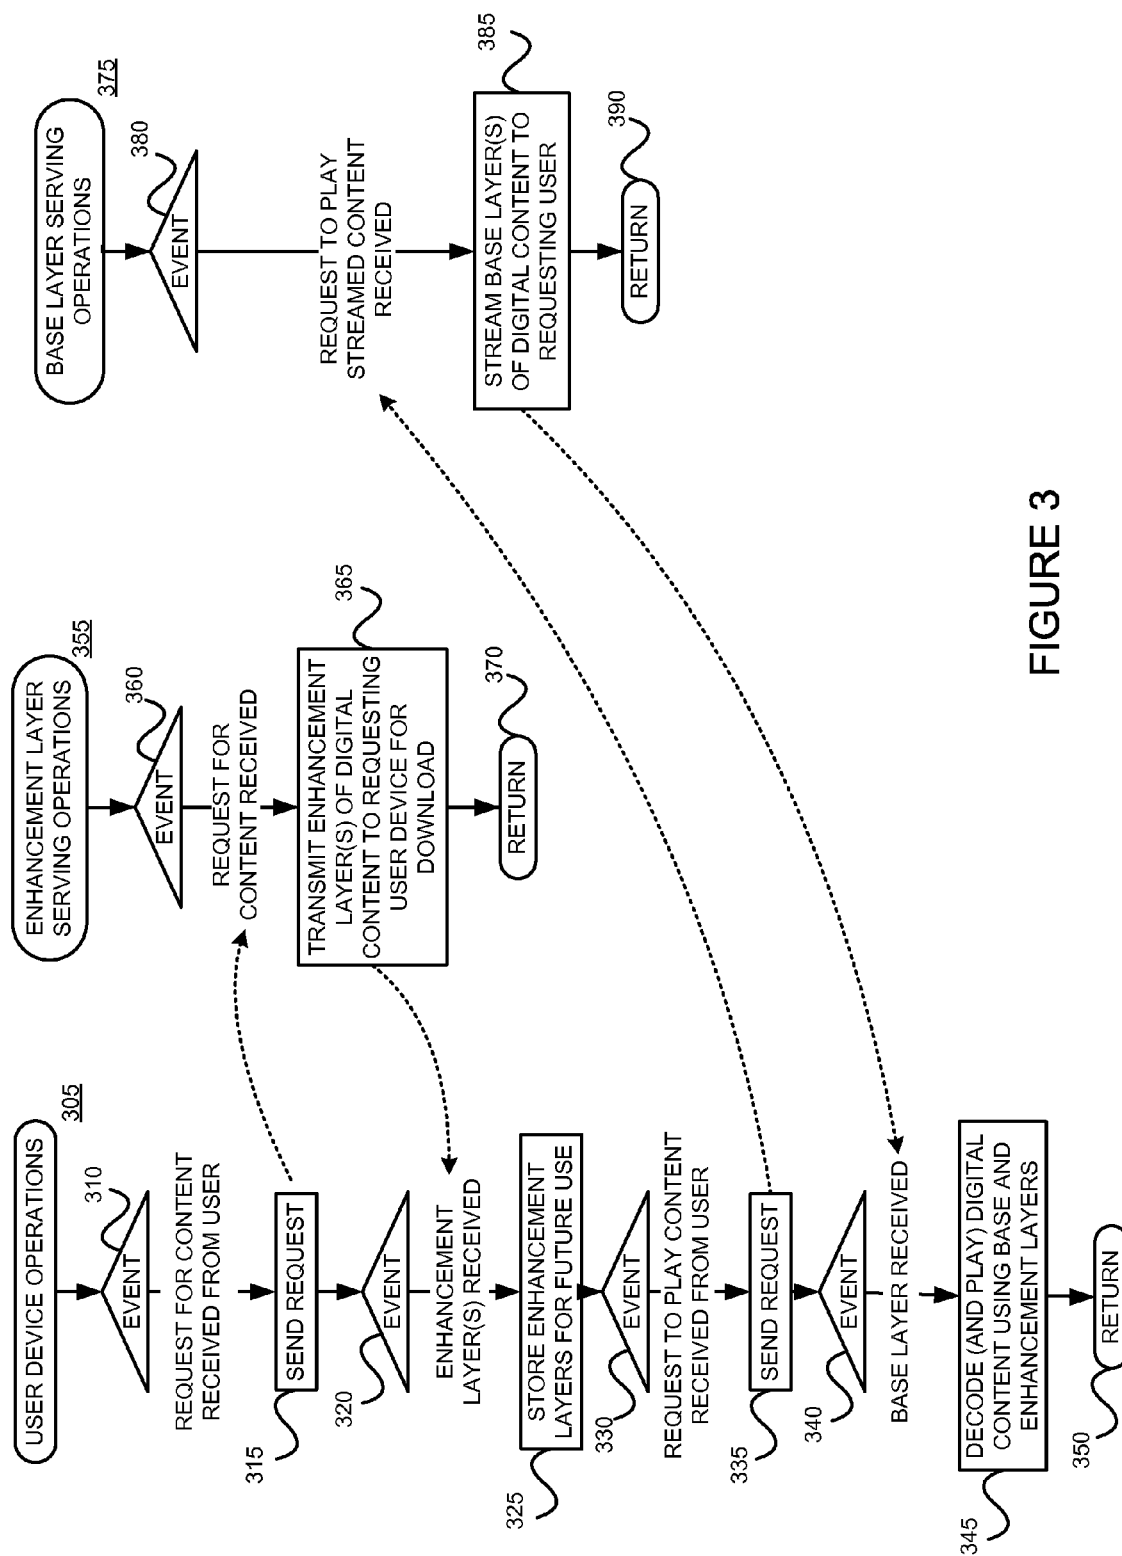 USER DEVICE OPERATIONS
305
310
EVENT
REQUEST FOR CONTENT
RECEIVED FROM USER
SEND REQUEST
315
EVENT
320
ENHANCEMENT
LAYER(S) RECEIVED
STORE ENHANCEMENT
LAYERS FOR FUTURE USE
325
EVENT
330
REQUEST TO PLAY CONTENT
RECEIVED FROM USER
SEND REQUEST
335
EVENT
340
BASE LAYER RECEIVED
DECODE (AND PLAY) DIGITAL
CONTENT USING BASE AND
ENHANCEMENT LAYERS
345
RETURN
350
ENHANCEMENT LAYER
SERVING OPERATIONS
355
360
EVENT
REQUEST FOR
CONTENT RECEIVED
365
TRANSMIT ENHANCEMENT
LAYER(S) OF DIGITAL
CONTENT TO REQUESTING
USER DEVICE FOR
DOWNLOAD
370
RETURN
BASE LAYER SERVING
OPERATIONS
375
380
EVENT
REQUEST TO PLAY
STREAMED CONTENT
RECEIVED
385
STREAM BASE LAYER(S)
OF DIGITAL CONTENT TO
REQUESTING USER
390
RETURN
FIGURE 3